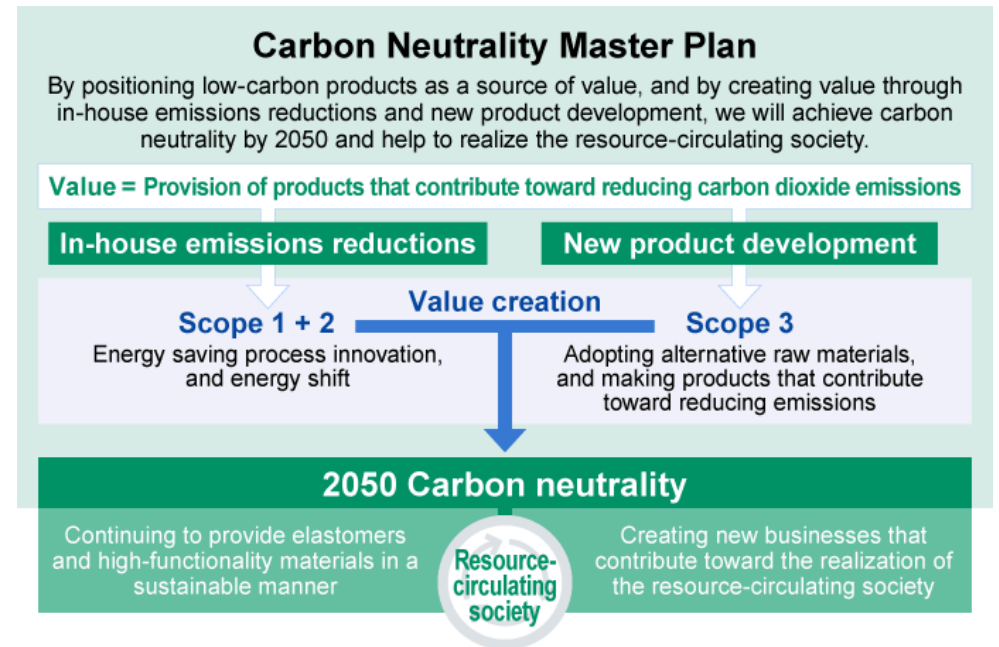 Carbon Neutrality Master Plan
By positioning low-carbon products as a source of value, and by creating value through
in-house emissions reductions and new product development, we will achieve carbon
neutrality by 2050 and help to realize the resource-circulating society.
Value = Provision of products that contribute toward reducing carbon dioxide emissions
In-house emissions reductions
New product development
Value creation
Scope 1 + 2
Energy saving process innovation,
and energy shift
Scope 3
Adopting alternative raw materials,
and making products that contribute
toward reducing emissions
2050 Carbon neutrality
Continuing to provide elastomers
and high-functionality materials in a
sustainable manner
Resource-
circulating
society
Creating new businesses that
contribute toward the realization of
the resource-circulating society